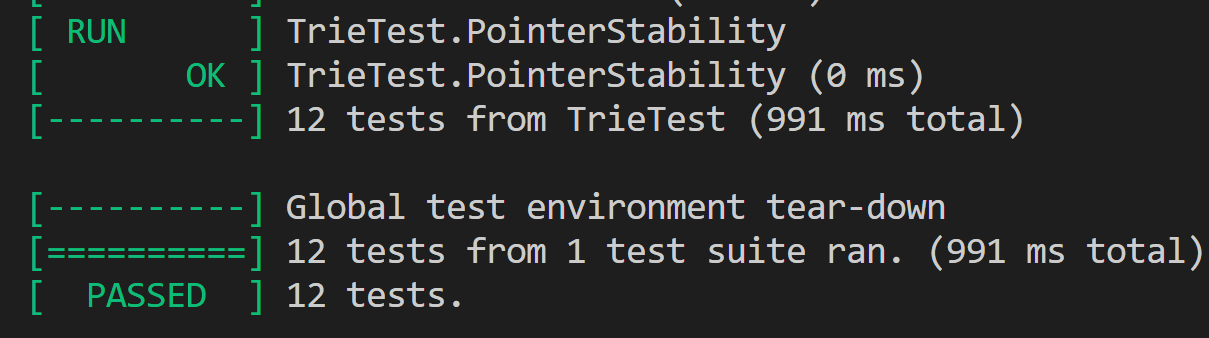 [ RUN      ] TrieTest.PointerStability
[       OK ] TrieTest.PointerStability (0 ms)
[----------] 12 tests from TrieTest (991 ms total)
[----------] Global test environment tear-down
[==========] 12 tests from 1 test suite ran. (991 ms total)
[  PASSED  ] 12 tests.